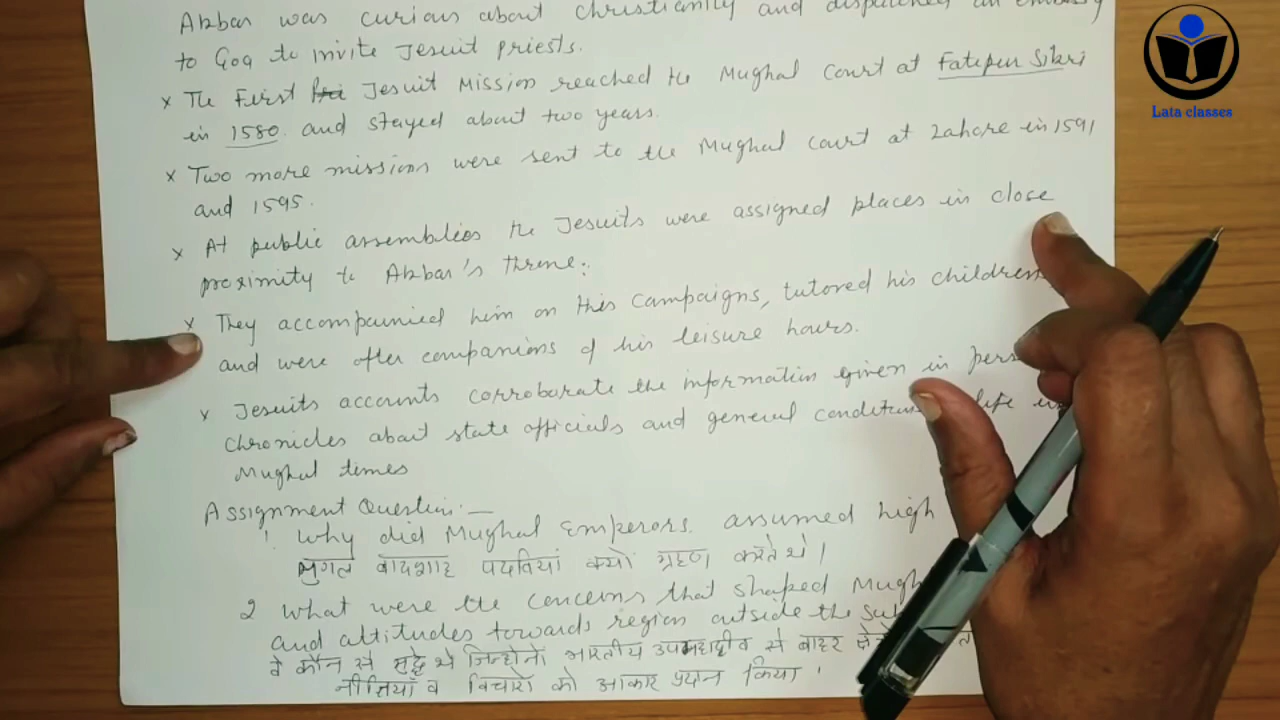 Akbar was curious about Christianity and dispatched an embassy
to Goa to invite Jesuit priests.
x The First Jesuit Mission reached the Mughal Court at Fatepur Sikri
in 1580. and stayed about two years.
x Two more missions were sent to the Mughal court at Lahore in 1591
and 1595.
x At public assemblies the Jesuits were assigned places in close
proximity to Akbar's throne:
x They accompanied him on his campaigns, tutored his children
and were often companions of his leisure hours.
x Jesuits accounts corroborate the information given in pers
chronicles about state officials and general condition life in
Mughal times
Assignment Question:—
1. Why did Mughal Emperors. assumed high
मुगल बादशाह पदवियां क्यों ग्रहण करते थे।
2 What were the concerns that shaped Mugh
and attitudes towards region outside the sub
वे कौन से मुद्दे थे जिन्होंने भारतीय उपमहाद्वीप से बाहर
नीतियां व विचारों को आकार प्रदान किया।
Lata classes